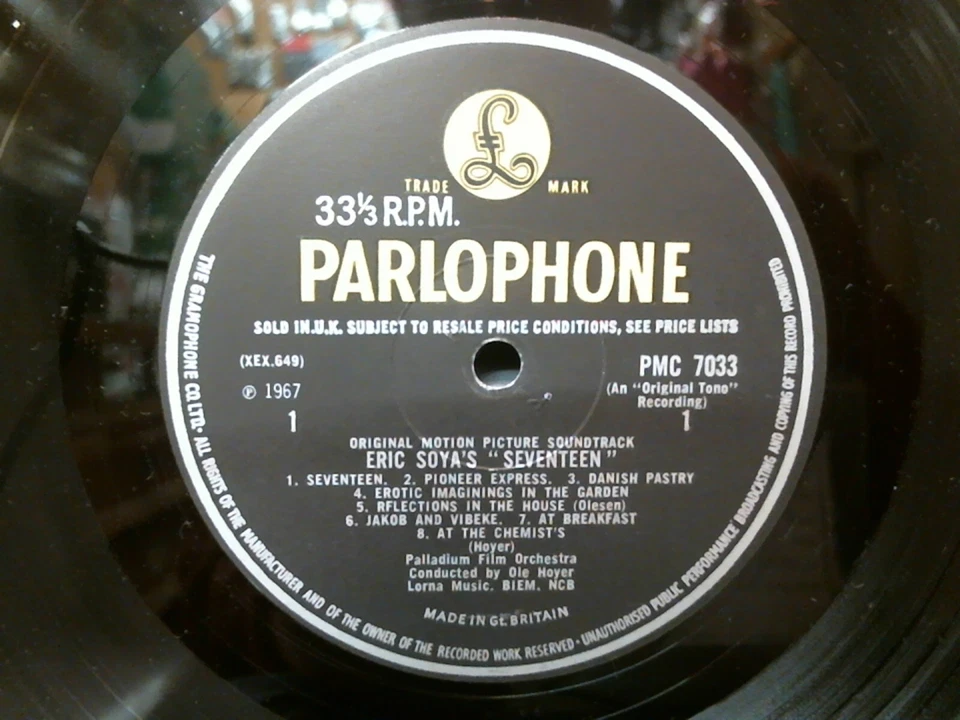 £
TRADE MARK
33⅓ R.P.M.
PARLOPHONE
SOLD IN U.K. SUBJECT TO RESALE PRICE CONDITIONS, SEE PRICE LISTS
(XEX.649)
PMC 7033
℗ 1967
(An "Original Tono"
Recording)
1
1
ORIGINAL MOTION PICTURE SOUNDTRACK
ERIC SOYA'S "SEVENTEEN"
1. SEVENTEEN. 2. PIONEER EXPRESS. 3. DANISH PASTRY
4. EROTIC IMAGININGS IN THE GARDEN
5. RFLECTIONS IN THE HOUSE (Olesen)
6. JAKOB AND VIBEKE. 7. AT BREAKFAST
8. AT THE CHEMIST'S
(Hoyer)
Palladium Film Orchestra
Conducted by Ole Hoyer
Lorna Music. BIEM. NCB
MADE IN GT. BRITAIN
THE GRAMOPHONE CO. LTD. ALL RIGHTS OF THE MANUFACTURER AND OF THE OWNER OF THE RECORDED WORK RESERVED · UNAUTHORISED PUBLIC PERFORMANCE BROADCASTING AND COPYING OF THIS RECORD PROHIBITED